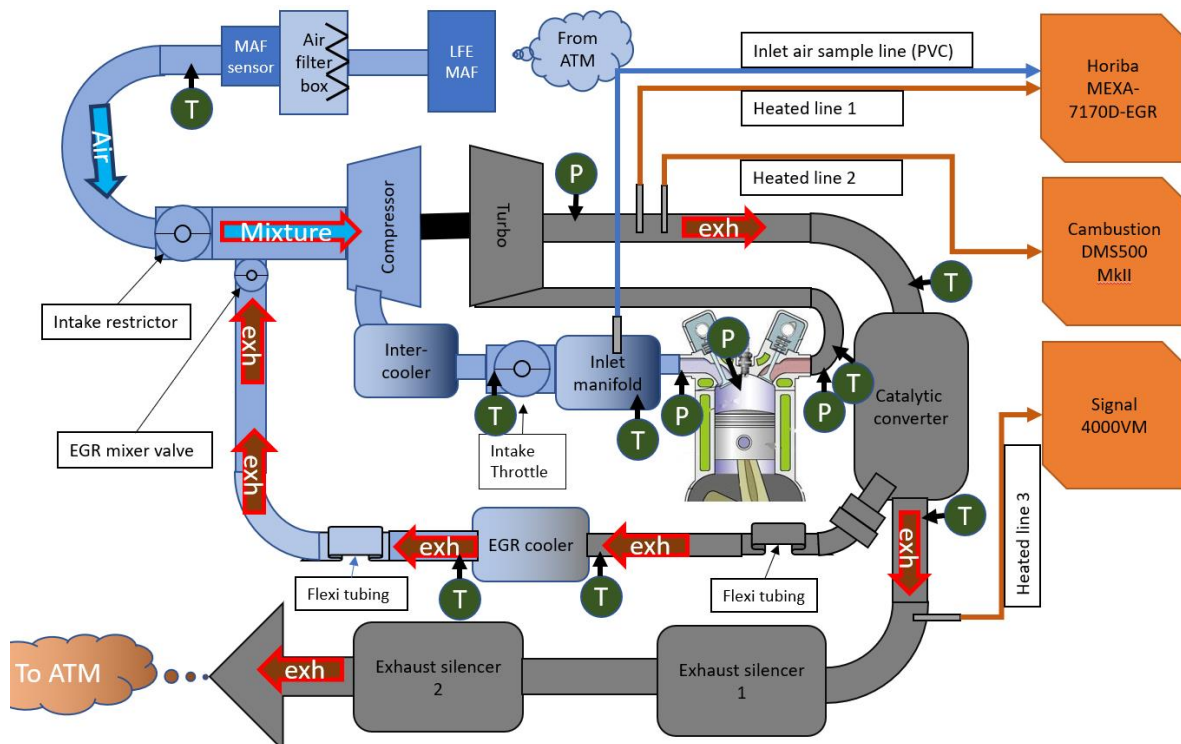 MAF
sensor
Air
filter
box
LFE
MAF
From
ATM
Inlet air sample line (PVC)
Heated line 1
Heated line 2
Horiba
MEXA-
7170D-EGR
T
Air
P
Mixture
Compressor
Turbo
exh
Cambustion
DMS500
MkII
T
Intake restrictor
exh
Inter-
cooler
Inlet
manifold
P
T
T
P
P
T
Catalytic
converter
Signal
4000VM
EGR mixer valve
Intake
Throttle
exh
Heated line 3
T
exh
exh
EGR cooler
exh
T
T
Flexi tubing
Flexi tubing
To ATM
exh
Exhaust silencer
2
Exhaust silencer
1